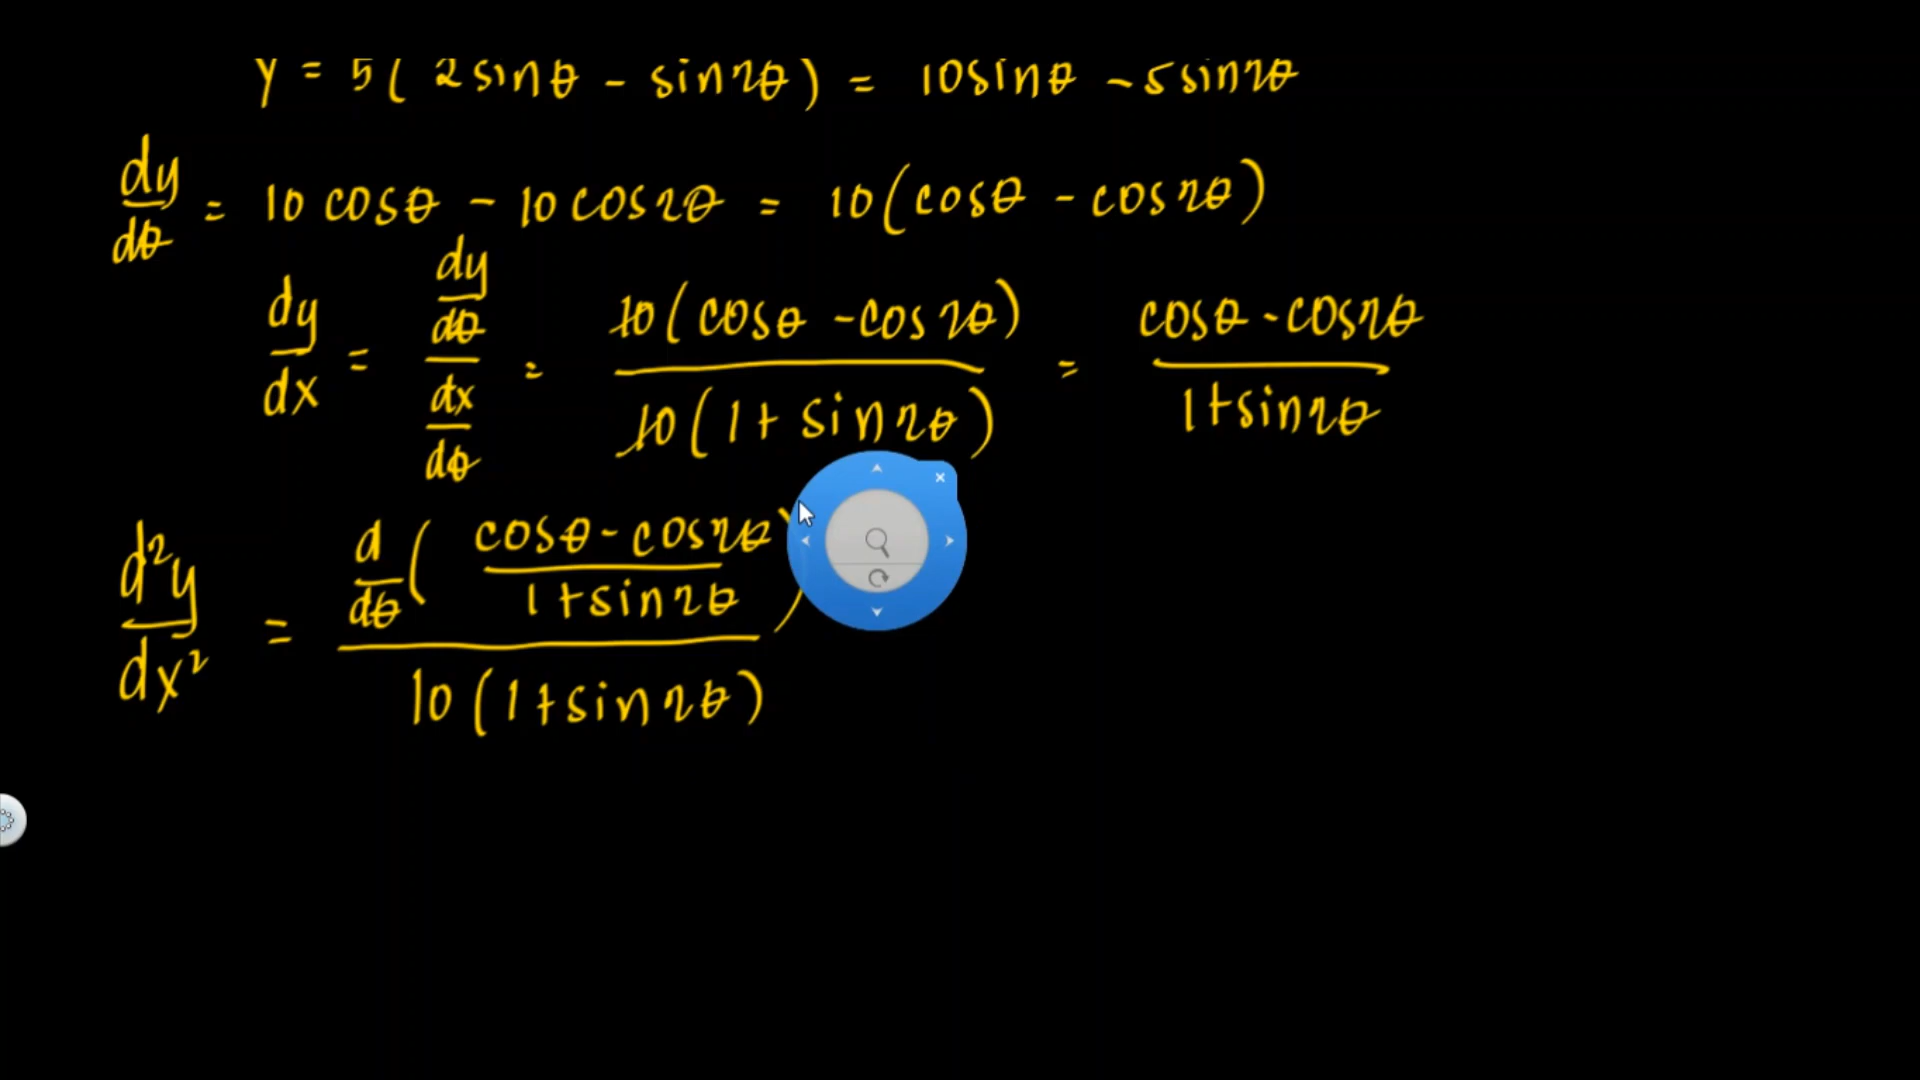 y = 5(2sinθ - sin2θ) = 10sinθ - 5sin2θ
dy/dθ = 10cosθ - 10cos2θ = 10(cosθ - cos2θ)
dy/dx = (dy/dθ)/(dx/dθ) = 10(cosθ - cos2θ)/10(1+sin2θ) = (cosθ - cos2θ)/(1+sin2θ)
d²y/dx² = d/dθ((cosθ - cos2θ)/(1+sin2θ))/10(1+sin2θ)